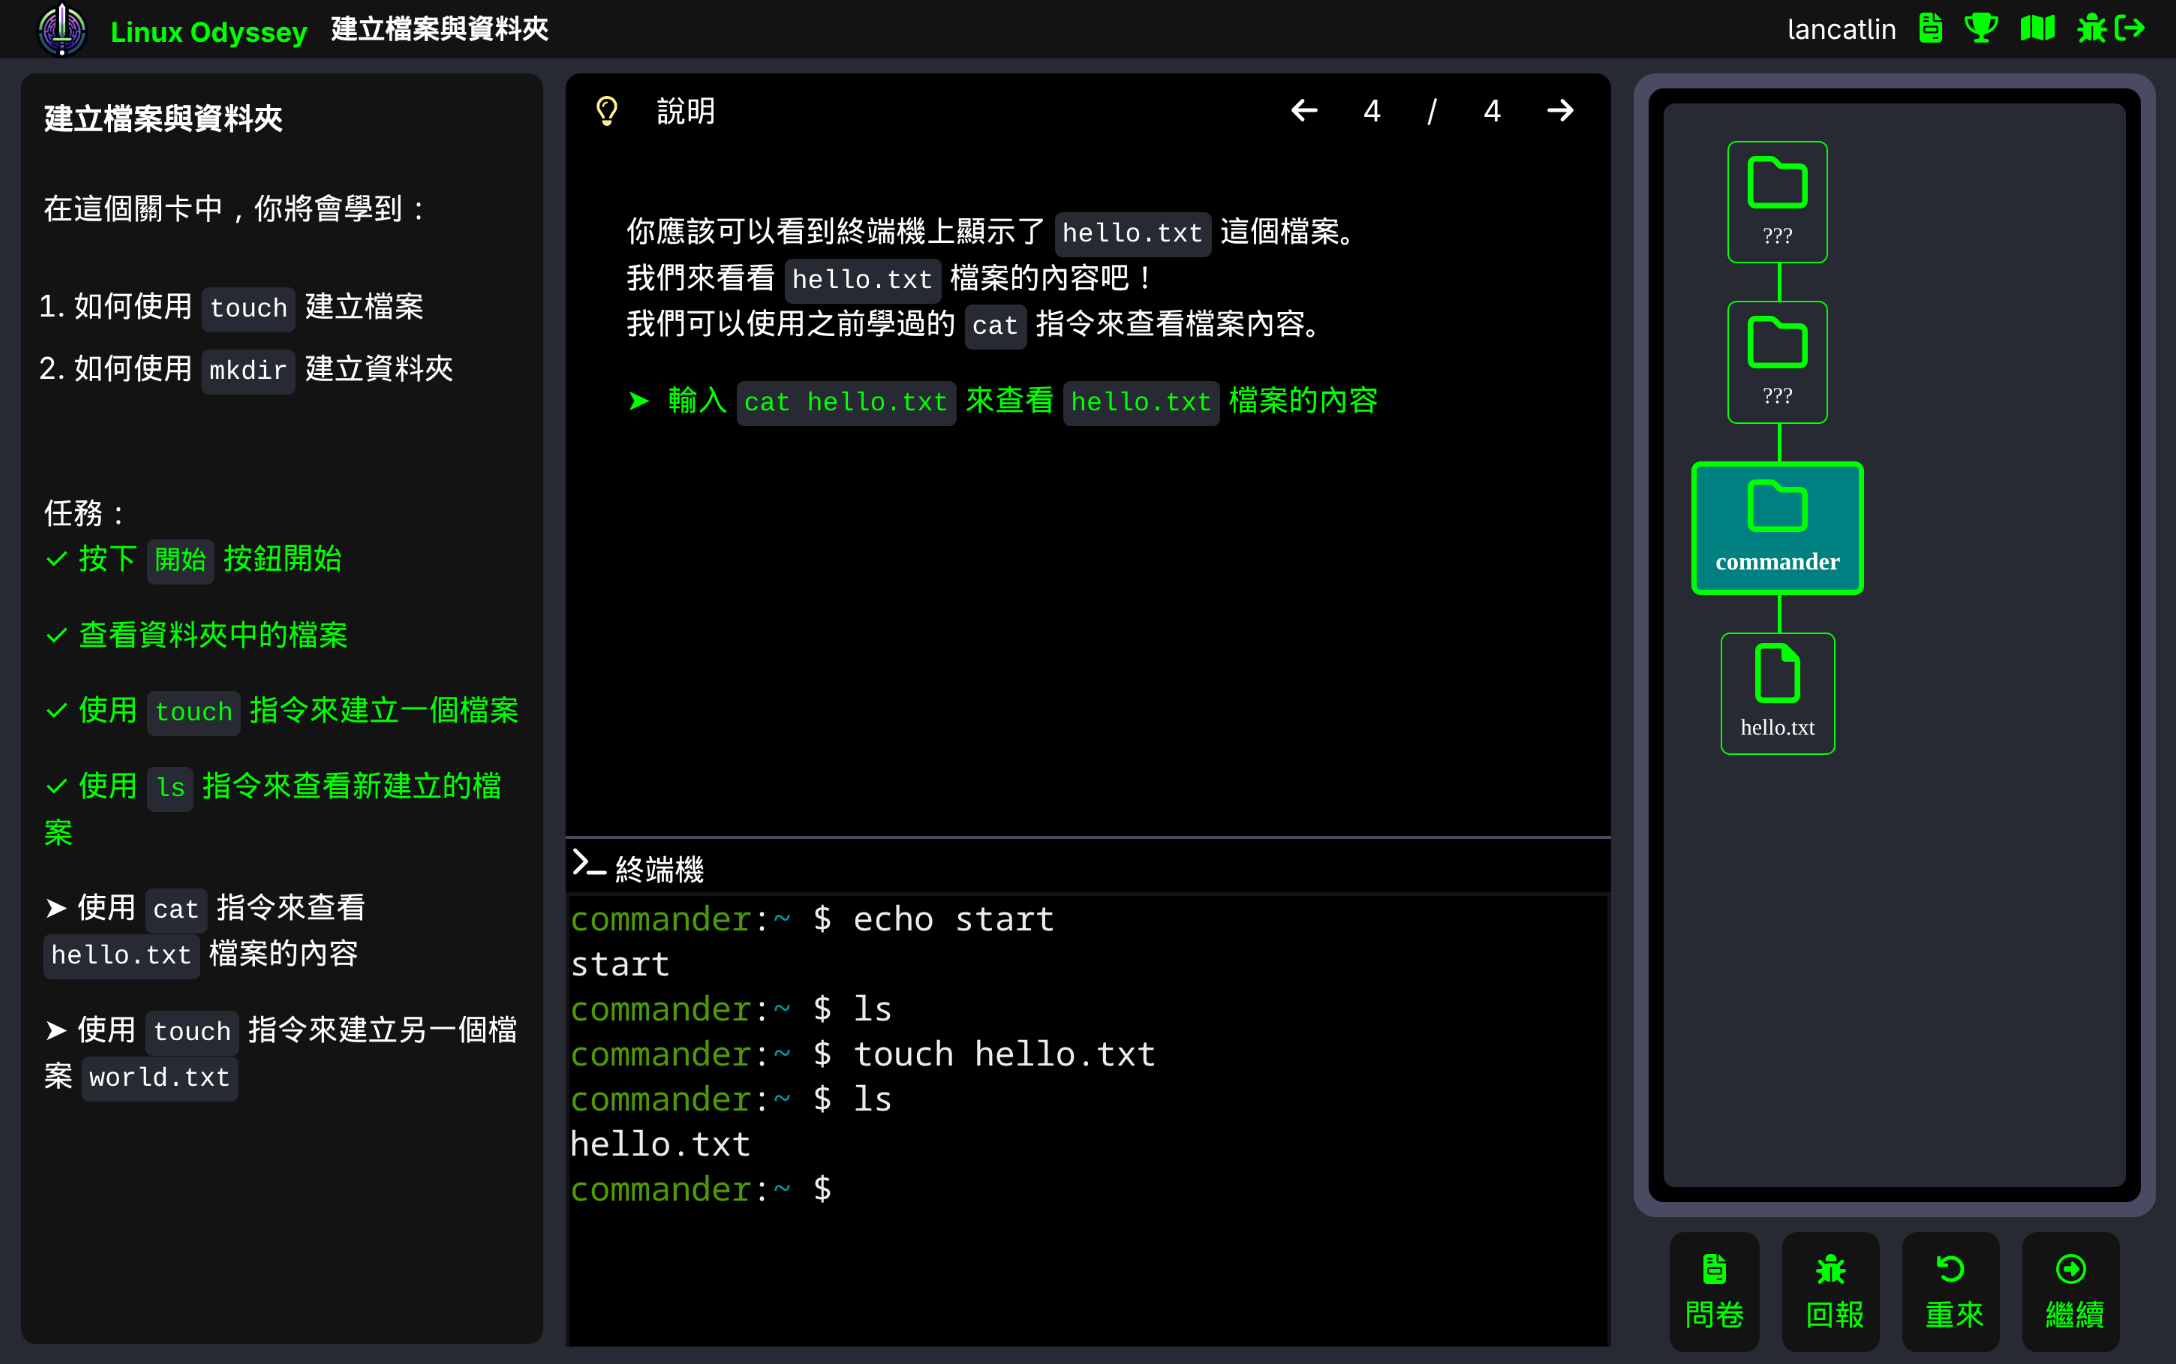 Linux Odyssey 建立檔案與資料夾
lancatlin
建立檔案與資料夾
在這個關卡中，你將會學到：
1. 如何使用 touch 建立檔案
2. 如何使用 mkdir 建立資料夾
任務：
✓ 按下 開始 按鈕開始
✓ 查看資料夾中的檔案
✓ 使用 touch 指令來建立一個檔案
✓ 使用 ls 指令來查看新建立的檔
案
➤ 使用 cat 指令來查看
hello.txt 檔案的內容
➤ 使用 touch 指令來建立另一個檔
案 world.txt
說明
4 / 4
你應該可以看到終端機上顯示了 hello.txt 這個檔案。
我們來看看 hello.txt 檔案的內容吧！
我們可以使用之前學過的 cat 指令來查看檔案內容。
➤ 輸入 cat hello.txt 來查看 hello.txt 檔案的內容
終端機
commander:~ $ echo start
start
commander:~ $ ls
commander:~ $ touch hello.txt
commander:~ $ ls
hello.txt
commander:~ $
???
???
commander
hello.txt
問卷
回報
重來
繼續